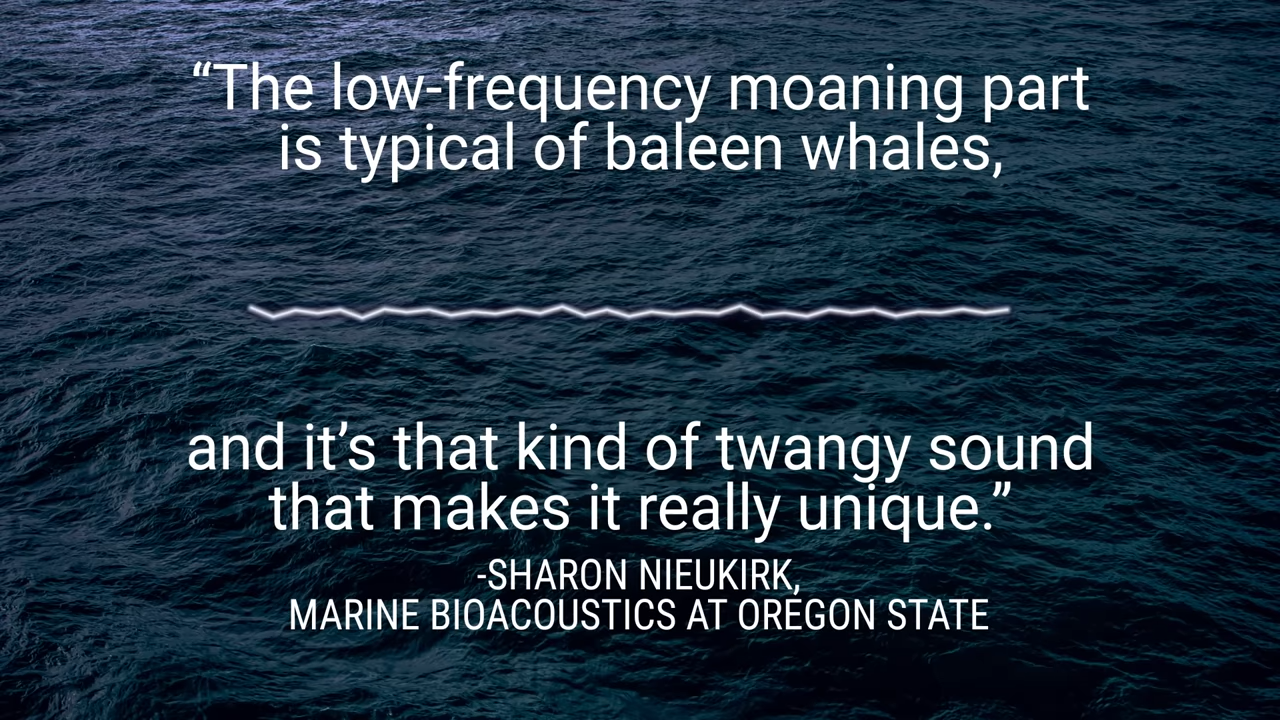 “The low-frequency moaning part
is typical of baleen whales,
and it’s that kind of twangy sound
that makes it really unique.”
-SHARON NIEUKIRK,
MARINE BIOACOUSTICS AT OREGON STATE